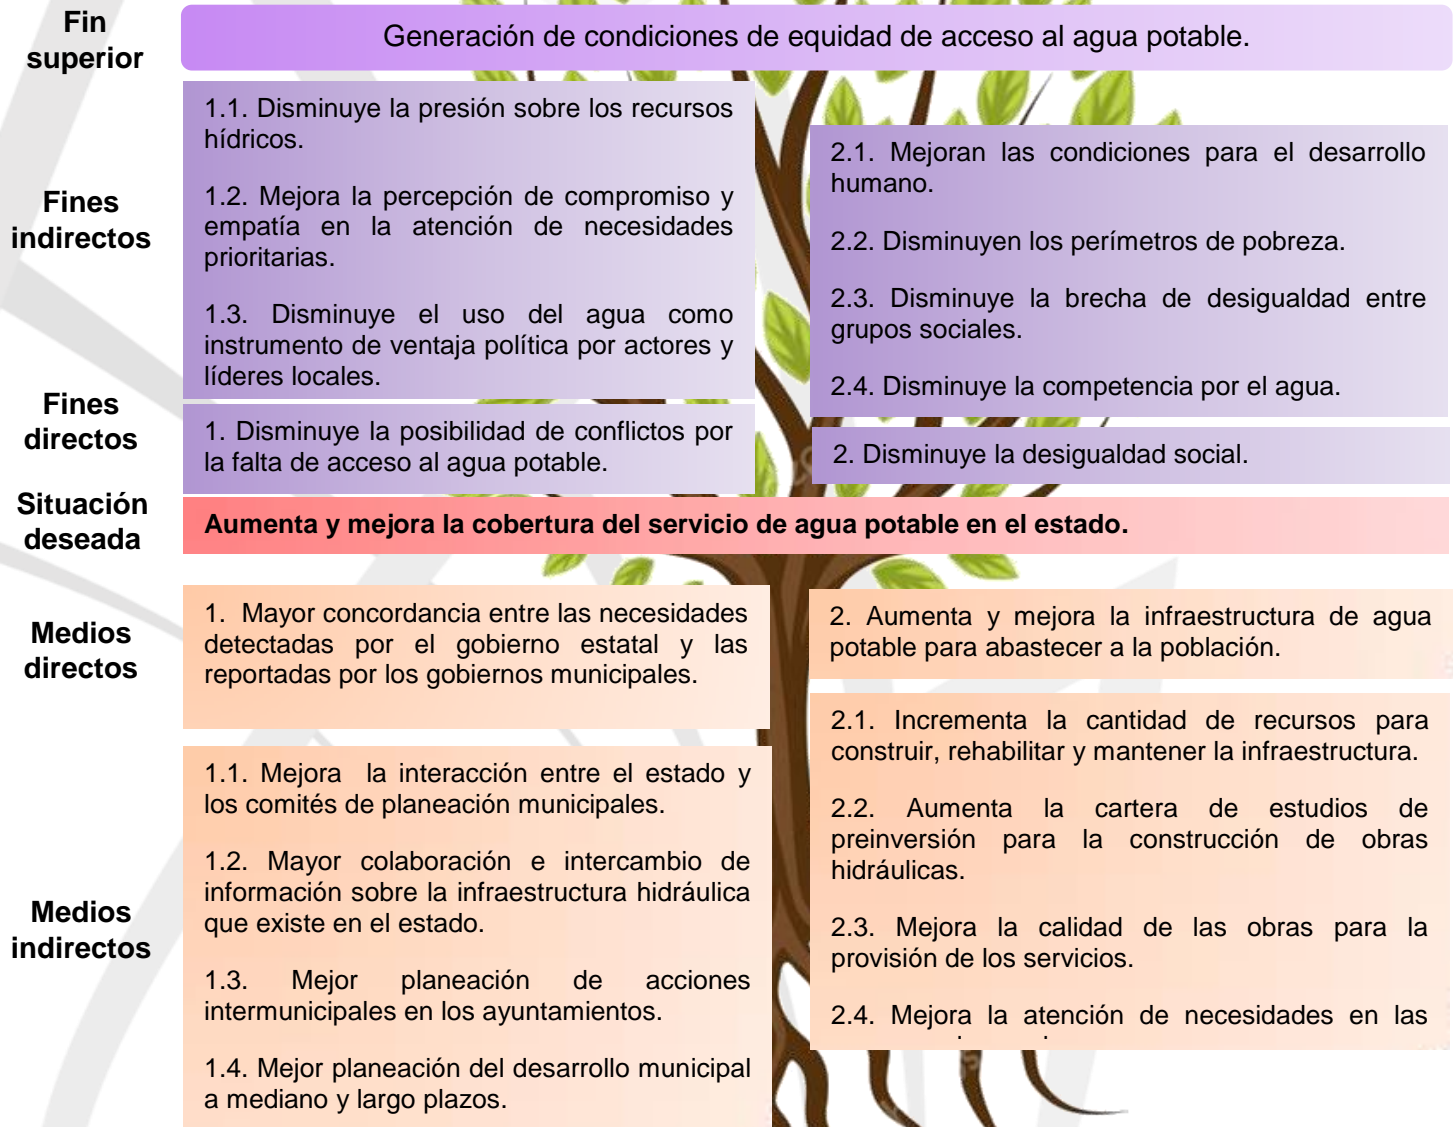 Fin
superior
Generación de condiciones de equidad de acceso al agua potable.
Fines
indirectos
1.1. Disminuye la presión sobre los recursos
hídricos.
1.2. Mejora la percepción de compromiso y
empatía en la atención de necesidades
prioritarias.
1.3. Disminuye el uso del agua como
instrumento de ventaja política por actores y
líderes locales.
2.1. Mejoran las condiciones para el desarrollo
humano.
2.2. Disminuyen los perímetros de pobreza.
2.3. Disminuye la brecha de desigualdad entre
grupos sociales.
2.4. Disminuye la competencia por el agua.
Fines
directos
1. Disminuye la posibilidad de conflictos por
la falta de acceso al agua potable.
2. Disminuye la desigualdad social.
Situación
deseada
Aumenta y mejora la cobertura del servicio de agua potable en el estado.
Medios
directos
1. Mayor concordancia entre las necesidades
detectadas por el gobierno estatal y las
reportadas por los gobiernos municipales.
2. Aumenta y mejora la infraestructura de agua
potable para abastecer a la población.
Medios
indirectos
1.1. Mejora la interacción entre el estado y
los comités de planeación municipales.
1.2. Mayor colaboración e intercambio de
información sobre la infraestructura hidráulica
que existe en el estado.
1.3. Mejor planeación de acciones
intermunicipales en los ayuntamientos.
1.4. Mejor planeación del desarrollo municipal
a mediano y largo plazos.
2.1. Incrementa la cantidad de recursos para
construir, rehabilitar y mantener la infraestructura.
2.2. Aumenta la cartera de estudios de
preinversión para la construcción de obras
hidráulicas.
2.3. Mejora la calidad de las obras para la
provisión de los servicios.
2.4. Mejora la atención de necesidades en las